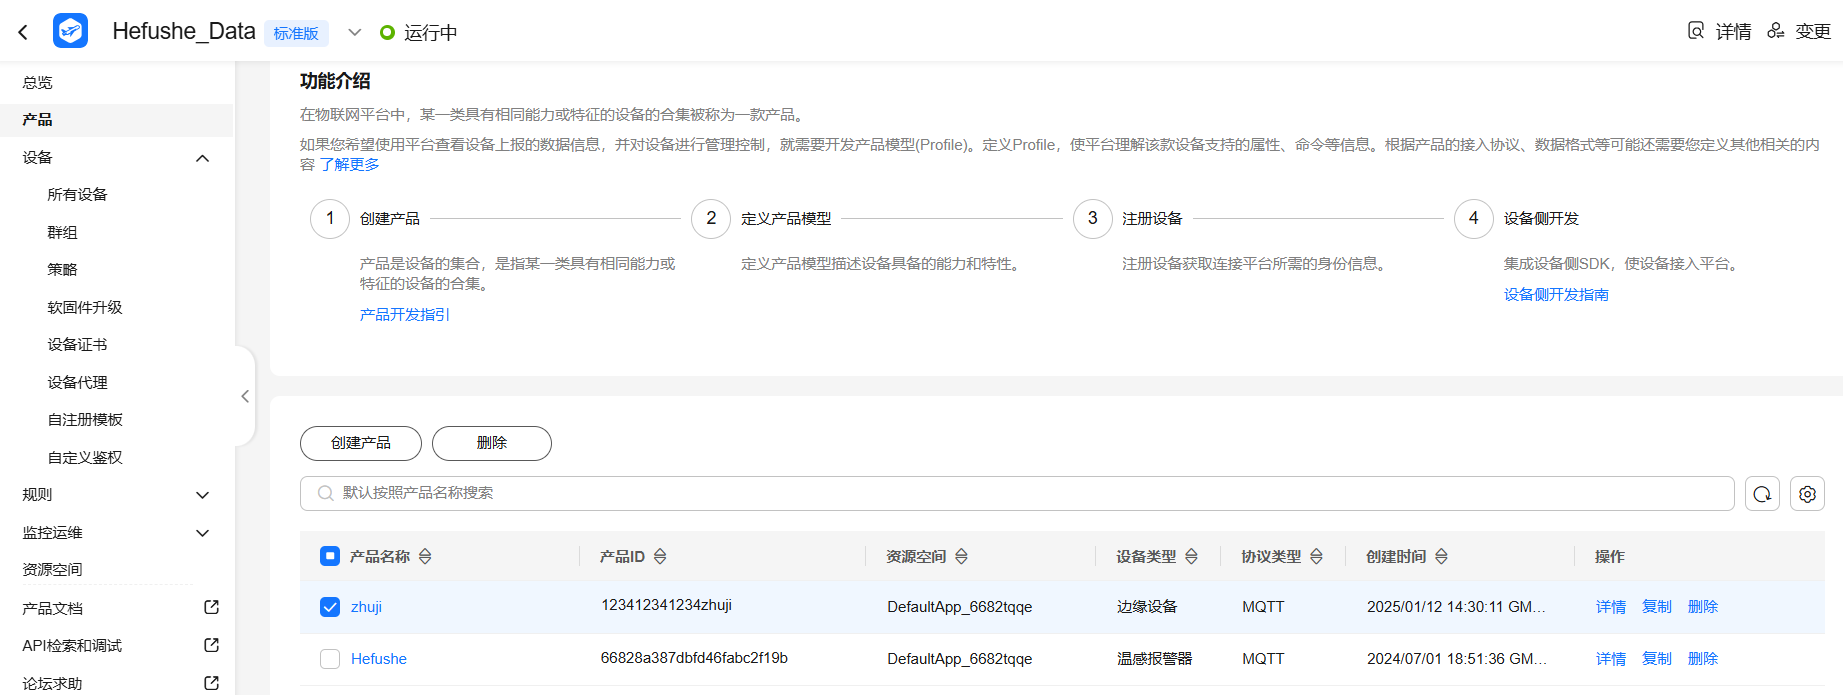 Hefushe_Data 标准版 运行中 详情 变更
总览
产品
设备
所有设备
群组
策略
软固件升级
设备证书
设备代理
自注册模板
自定义鉴权
规则
监控运维
资源空间
产品文档
API检索和调试
论坛求助
功能介绍
在物联网平台中，某一类具有相同能力或特征的设备的合集被称为一款产品。
如果您希望使用平台查看设备上报的数据信息，并对设备进行管理控制，就需要开发产品模型(Profile)。定义Profile，使平台理解该款设备支持的属性、命令等信息。根据产品的接入协议、数据格式等可能还需要您定义其他相关的内
容 了解更多
1 创建产品
产品是设备的集合，是指某一类具有相同能力或
特征的设备的合集。
产品开发指引
2 定义产品模型
定义产品模型描述设备具备的能力和特性。
3 注册设备
注册设备获取连接平台所需的身份信息。
4 设备侧开发
集成设备侧SDK，使设备接入平台。
设备侧开发指南
创建产品 删除
默认按照产品名称搜索
产品名称 产品ID 资源空间 设备类型 协议类型 创建时间 操作
zhuji 123412341234zhuji DefaultApp_6682tqqe 边缘设备 MQTT 2025/01/12 14:30:11 GM... 详情 复制 删除
Hefushe 66828a387dbfd46fabc2f19b DefaultApp_6682tqqe 温感报警器 MQTT 2024/07/01 18:51:36 GM... 详情 复制 删除